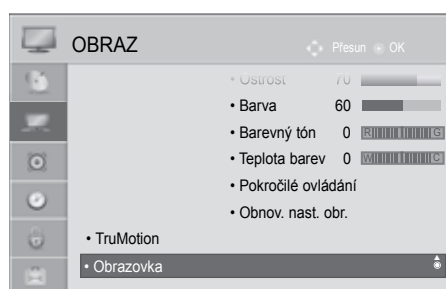 OBRAZ
Přesun OK
• Ostrost 70
• Barva 60
• Barevný tón 0 R G
• Teplota barev 0 W C
• Pokročilé ovládání
• Obnov. nast. obr.
• TruMotion
• Obrazovka